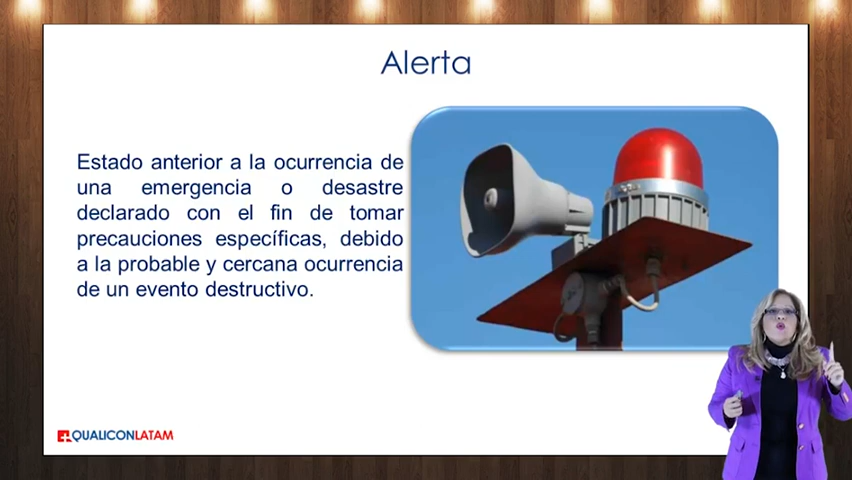 Alerta
Estado anterior a la ocurrencia de
una emergencia o desastre
declarado con el fin de tomar
precauciones específicas, debido
a la probable y cercana ocurrencia
de un evento destructivo.
QUALICONLATAM